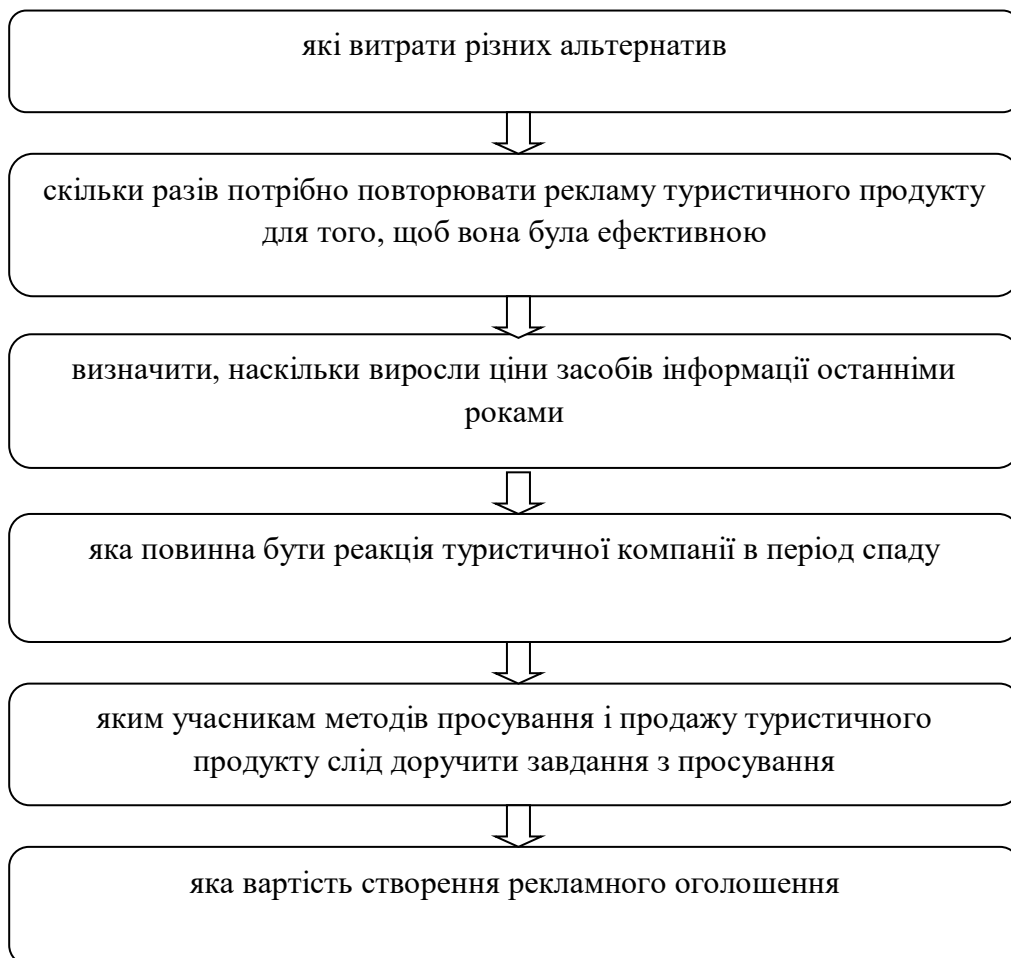 які витрати різних альтернатив
скільки разів потрібно повторювати рекламу туристичного продукту
для того, щоб вона була ефективною
визначити, наскільки виросли ціни засобів інформації останніми
роками
яка повинна бути реакція туристичної компанії в період спаду
яким учасникам методів просування і продажу туристичного
продукту слід доручити завдання з просування
яка вартість створення рекламного оголошення